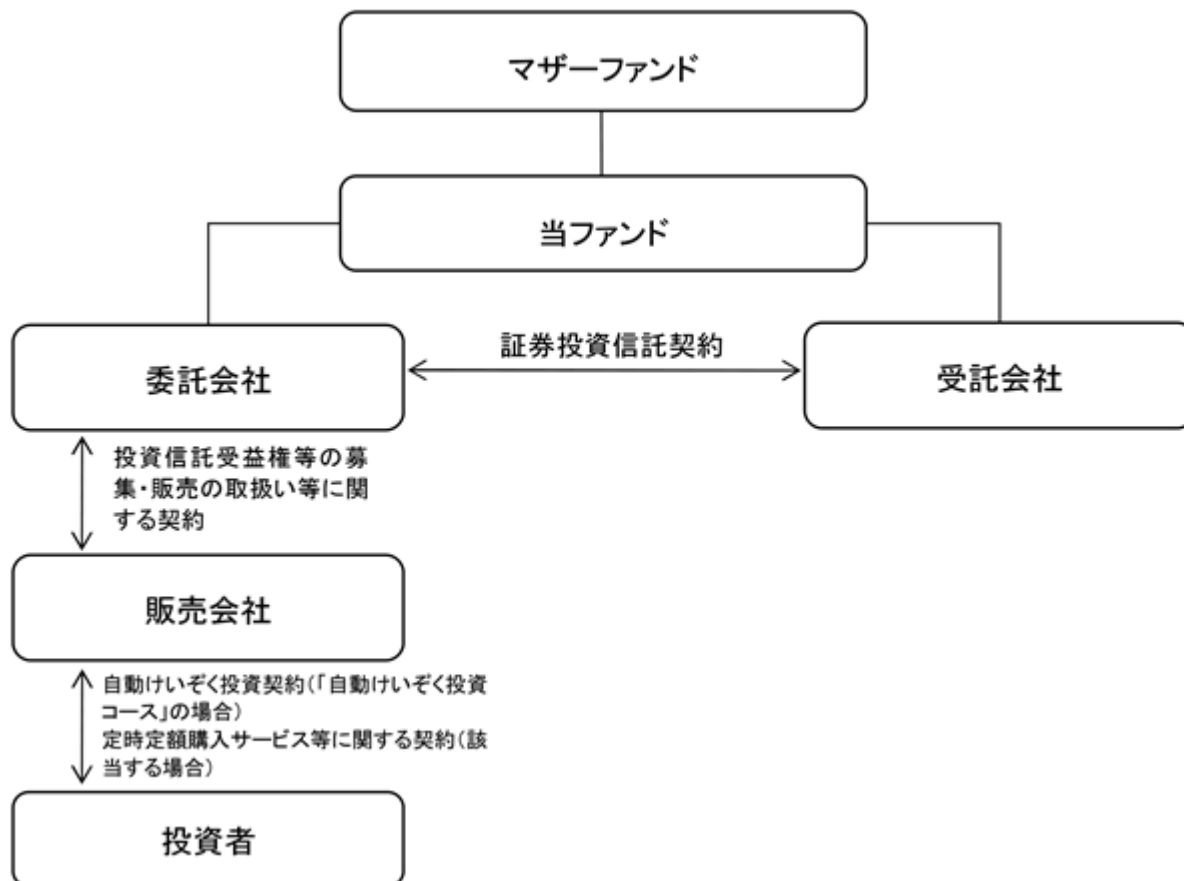 マザーファンド
当ファンド
証券投資信託契約
委託会社
受託会社
投資信託受益権等の募
集・販売の取扱い等に関
する契約
販売会社
自動けいぞく投資契約(「自動けいぞく投資
コース」の場合)
定時定額購入サービス等に関する契約(該
当する場合)
投資者